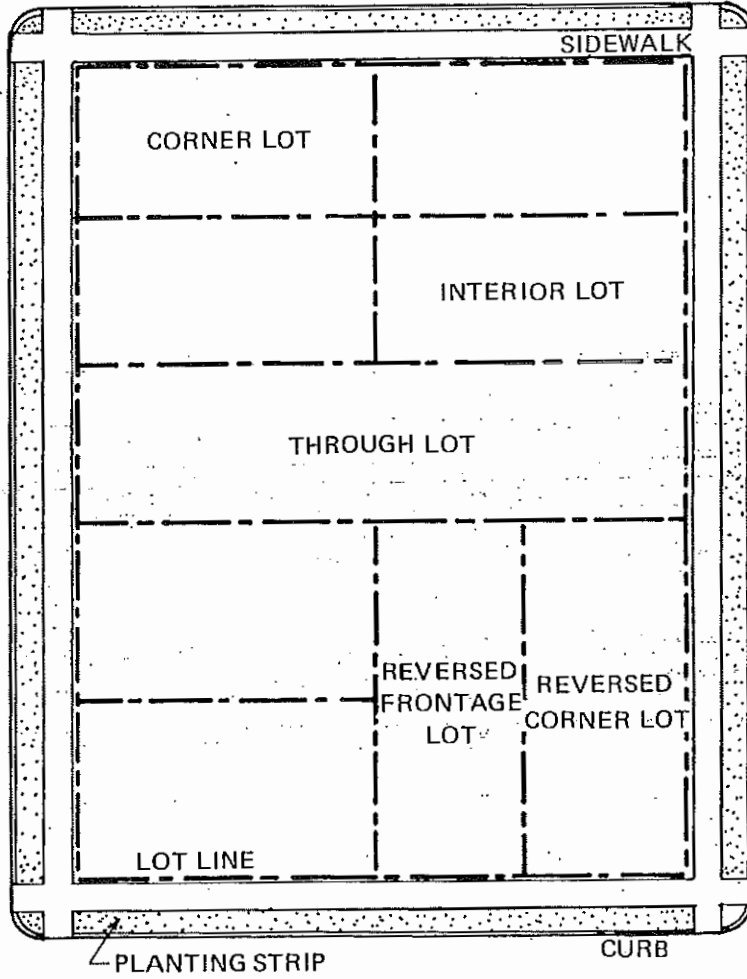 SIDEWALK
CORNER LOT
INTERIOR LOT
THROUGH LOT
REVERSED
FRONTAGE
LOT
REVERSED
CORNER LOT
LOT LINE
PLANTING STRIP
CURB